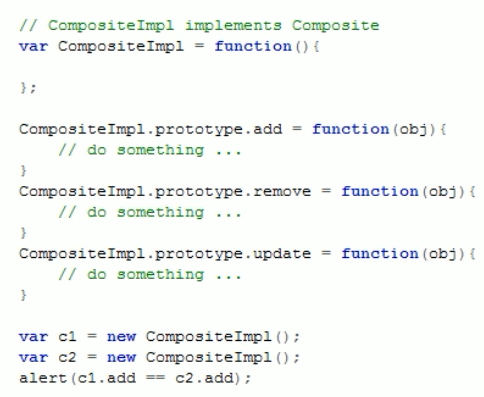 // CompositeImpl implements Composite
var CompositeImpl = function(){
};
CompositeImpl.prototype.add = function(obj){
    // do something ...
}
CompositeImpl.prototype.remove = function(obj){
    // do something ...
}
CompositeImpl.prototype.update = function(obj){
    // do something ...
}
var c1 = new CompositeImpl();
var c2 = new CompositeImpl();
alert(c1.add == c2.add);